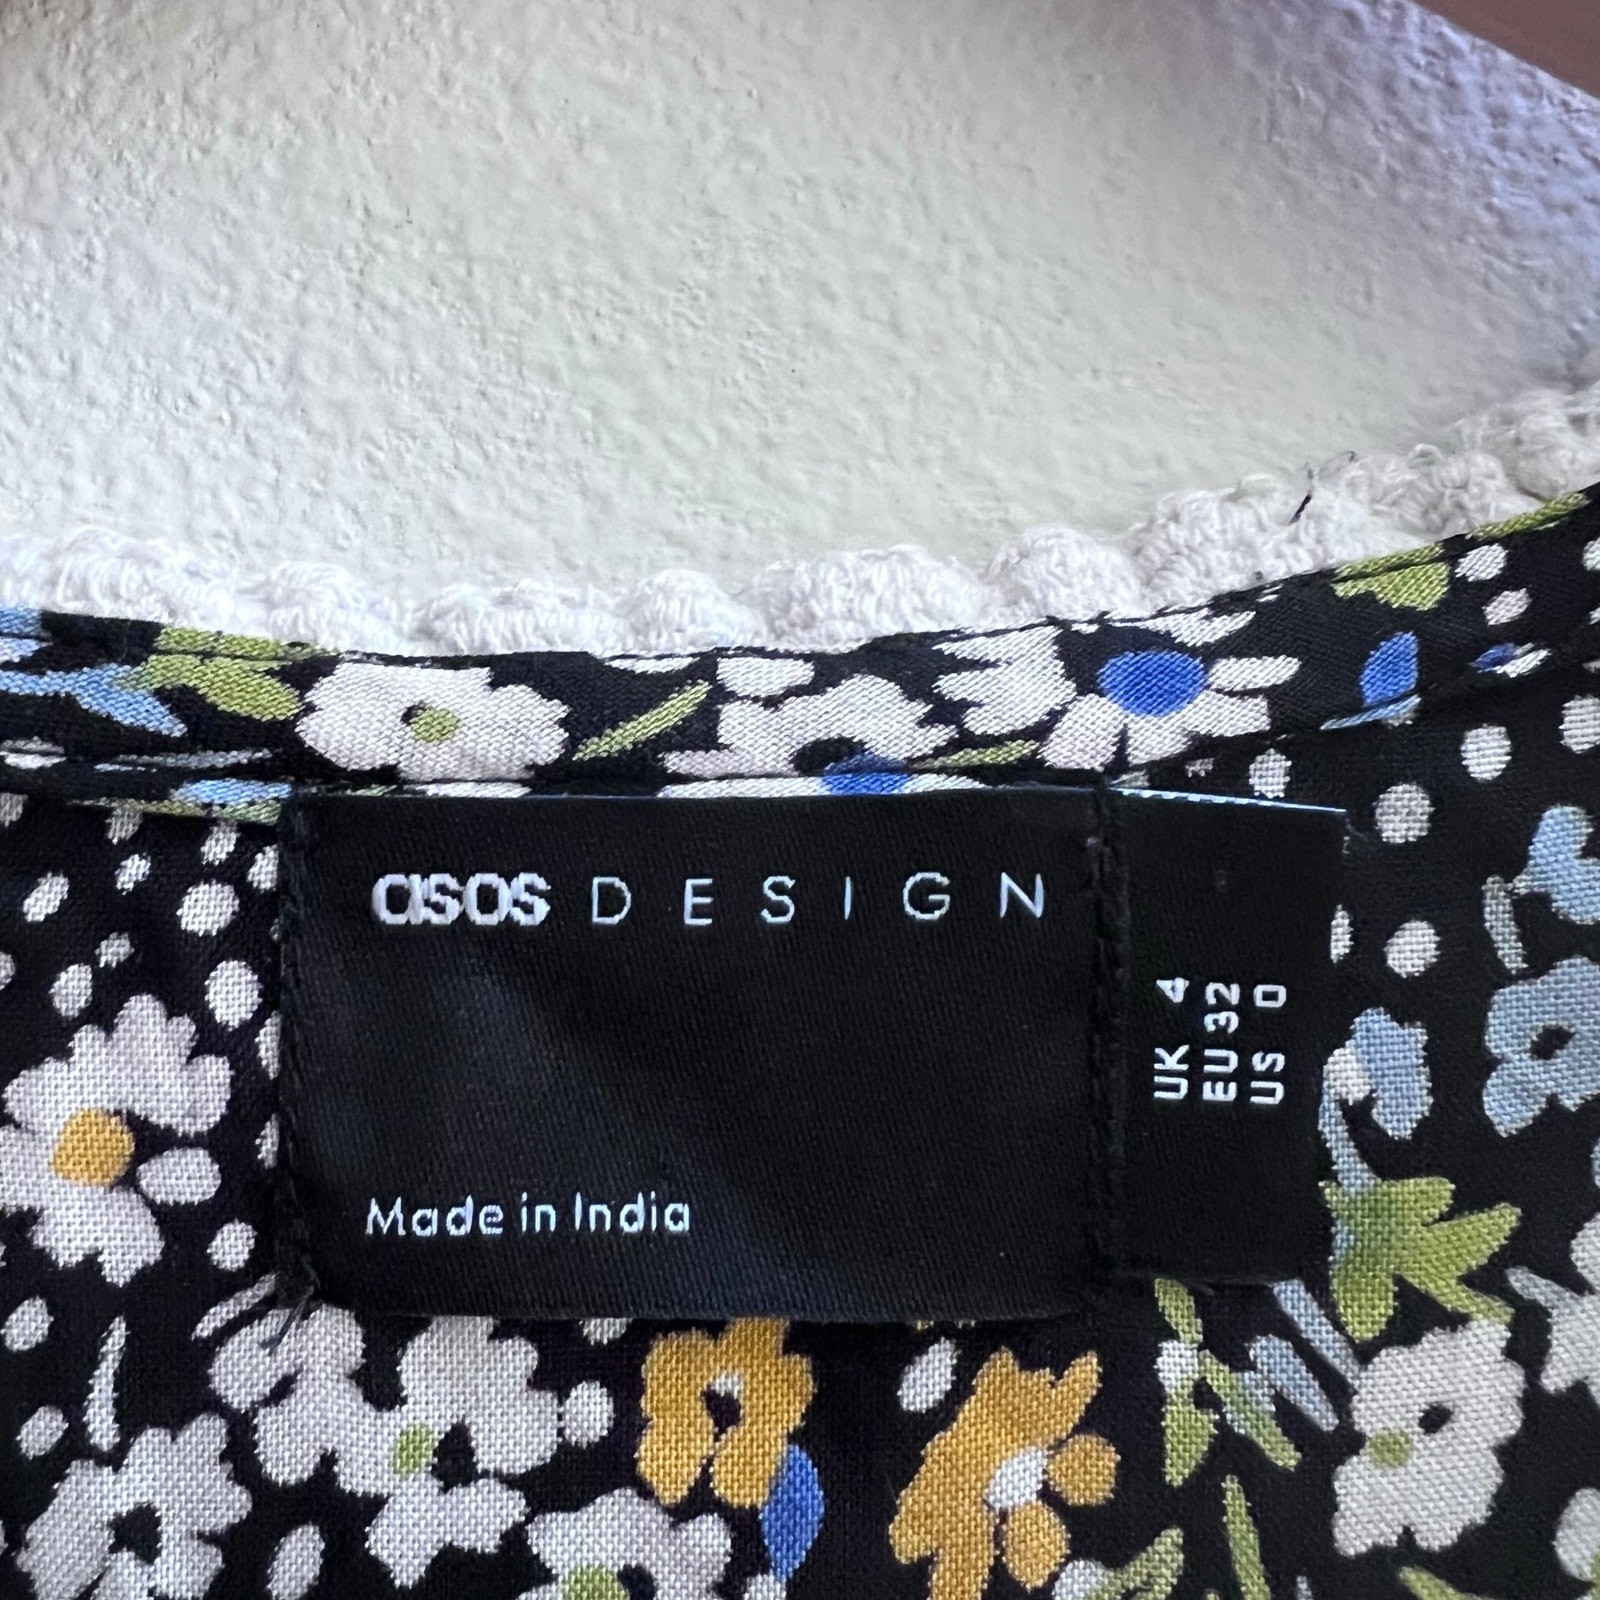 asos DESIGN
Made in India
UK 4
EU 32
US 0